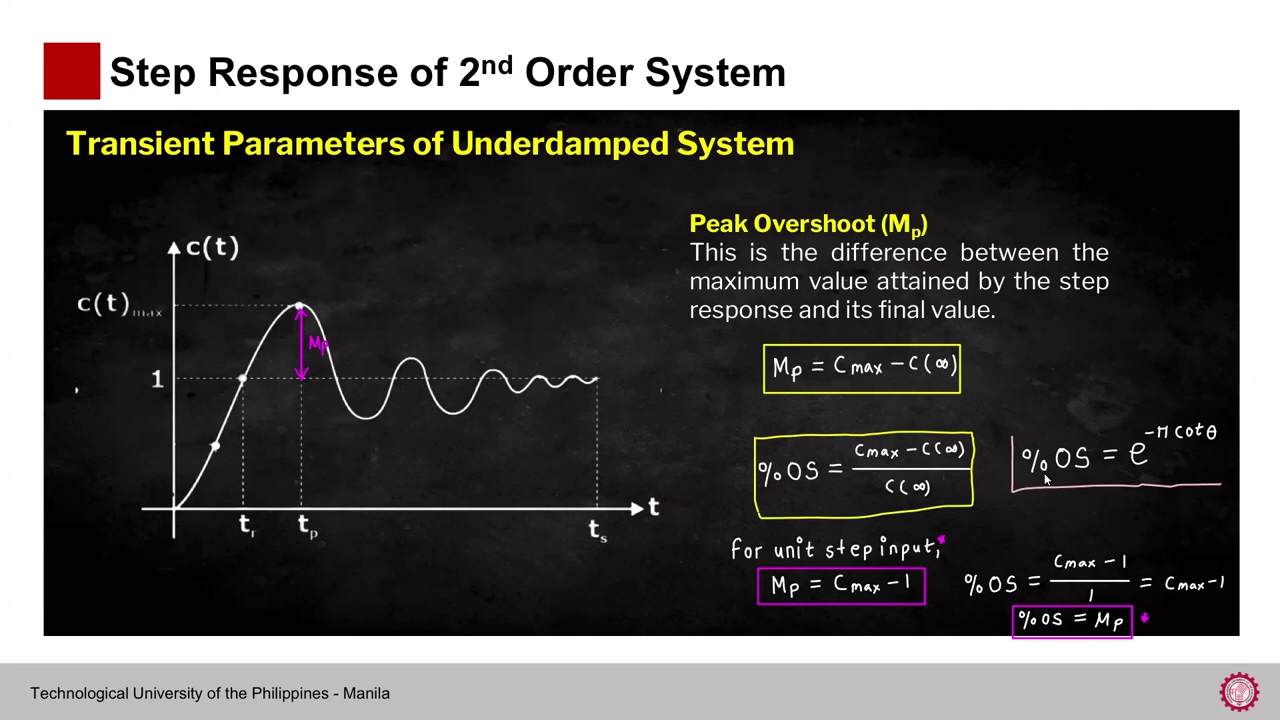 Step Response of 2nd Order System
Transient Parameters of Underdamped System
Peak Overshoot (Mp)
This is the difference between the
maximum value attained by the step
response and its final value.
c(t)
c(t)max
Mp
1
tr
tp
ts
t
Mp = Cmax - C(∞)
%OS = Cmax - C(∞) / C(∞)
%OS = e^-π cot θ
for unit step input,*
Mp = Cmax - 1
%OS = Cmax - 1 / 1 = Cmax - 1
%OS = Mp *
Technological University of the Philippines - Manila